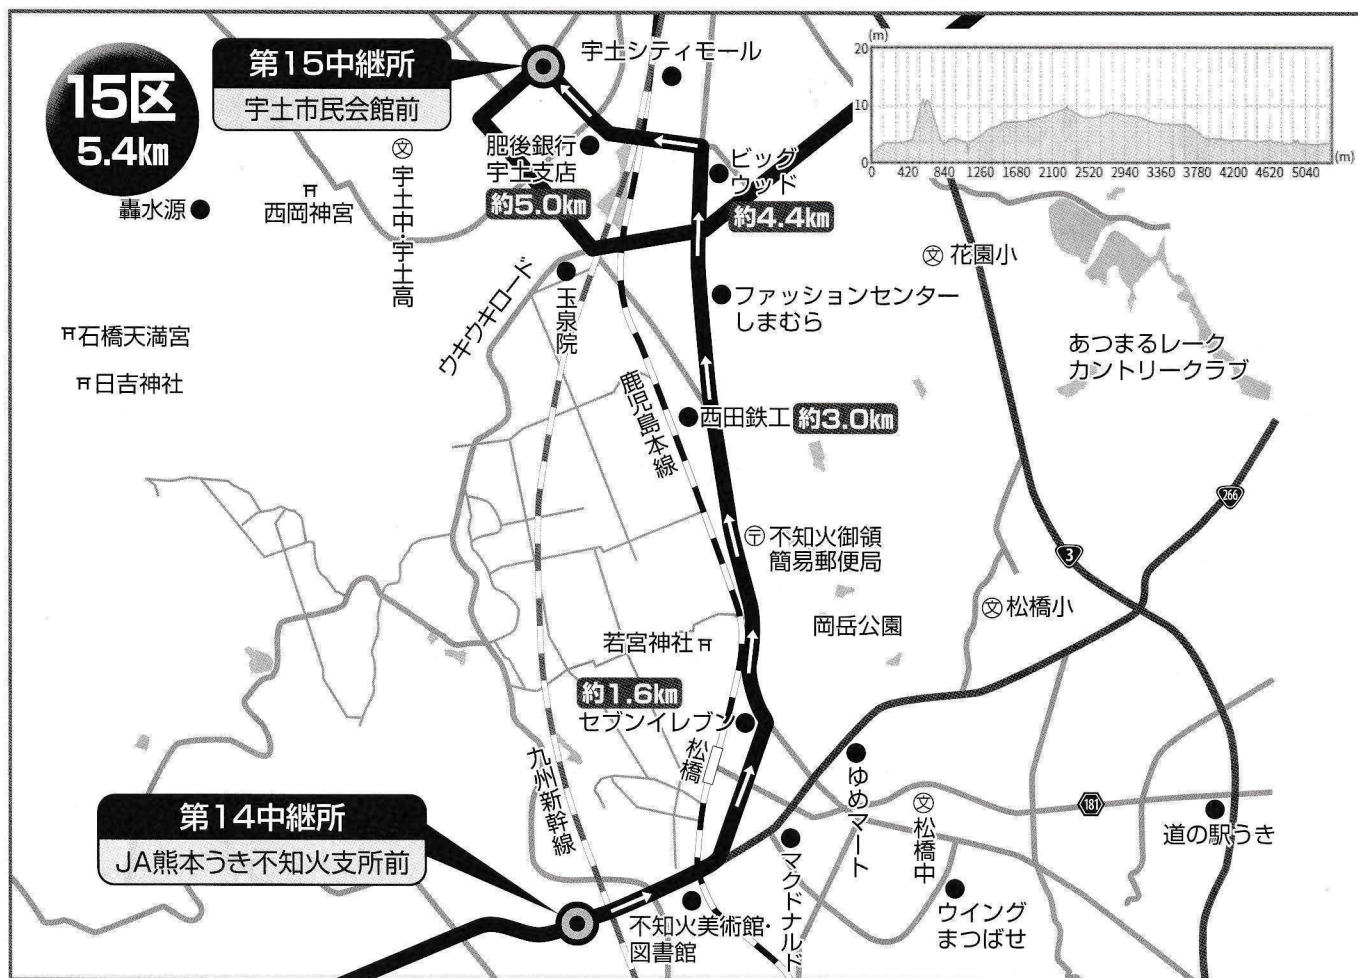 15区
5.4km
第15中継所
宇土市民会館前
宇土シティモール
(m)
20
10
0
0 420 840 1260 1680 2100 2520 2940 3360 3780 4200 4620 5040
(m)
轟水源
西岡神宮
文
宇土中・宇土高
肥後銀行
宇土支店
約5.0km
ビッグ
ウッド
約4.4km
文 花園小
石橋天満宮
日吉神社
ウキウキロード
玉泉院
ファッションセンター
しまむら
あつまるレーク
カントリークラブ
鹿児島本線
西田鉄工
約3.0km
266
3
〒 不知火御領
簡易郵便局
文 松橋小
岡岳公園
若宮神社
約1.6km
セブンイレブン
松橋
九州新幹線
ゆめマート
文
松橋中
181
道の駅うき
第14中継所
JA熊本うき不知火支所前
マクドナルド
不知火美術館・
図書館
ウイング
まつばせ